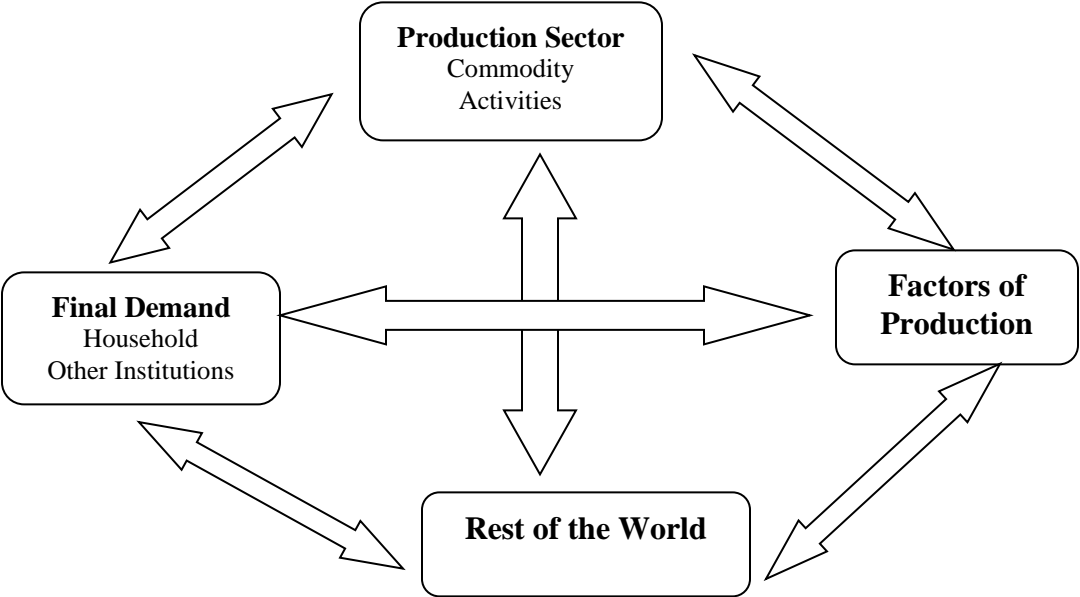 Production Sector
Commodity
Activities
Final Demand
Household
Other Institutions
Factors of
Production
Rest of the World